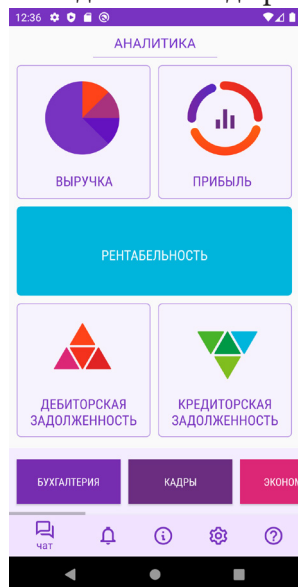 12:36
АНАЛИТИКА
ВЫРУЧКА
ПРИБЫЛЬ
РЕНТАБЕЛЬНОСТЬ
ДЕБИТОРСКАЯ
ЗАДОЛЖЕННОСТЬ
КРЕДИТОРСКАЯ
ЗАДОЛЖЕННОСТЬ
БУХГАЛТЕРИЯ
КАДРЫ
ЭКОНОМ
чат